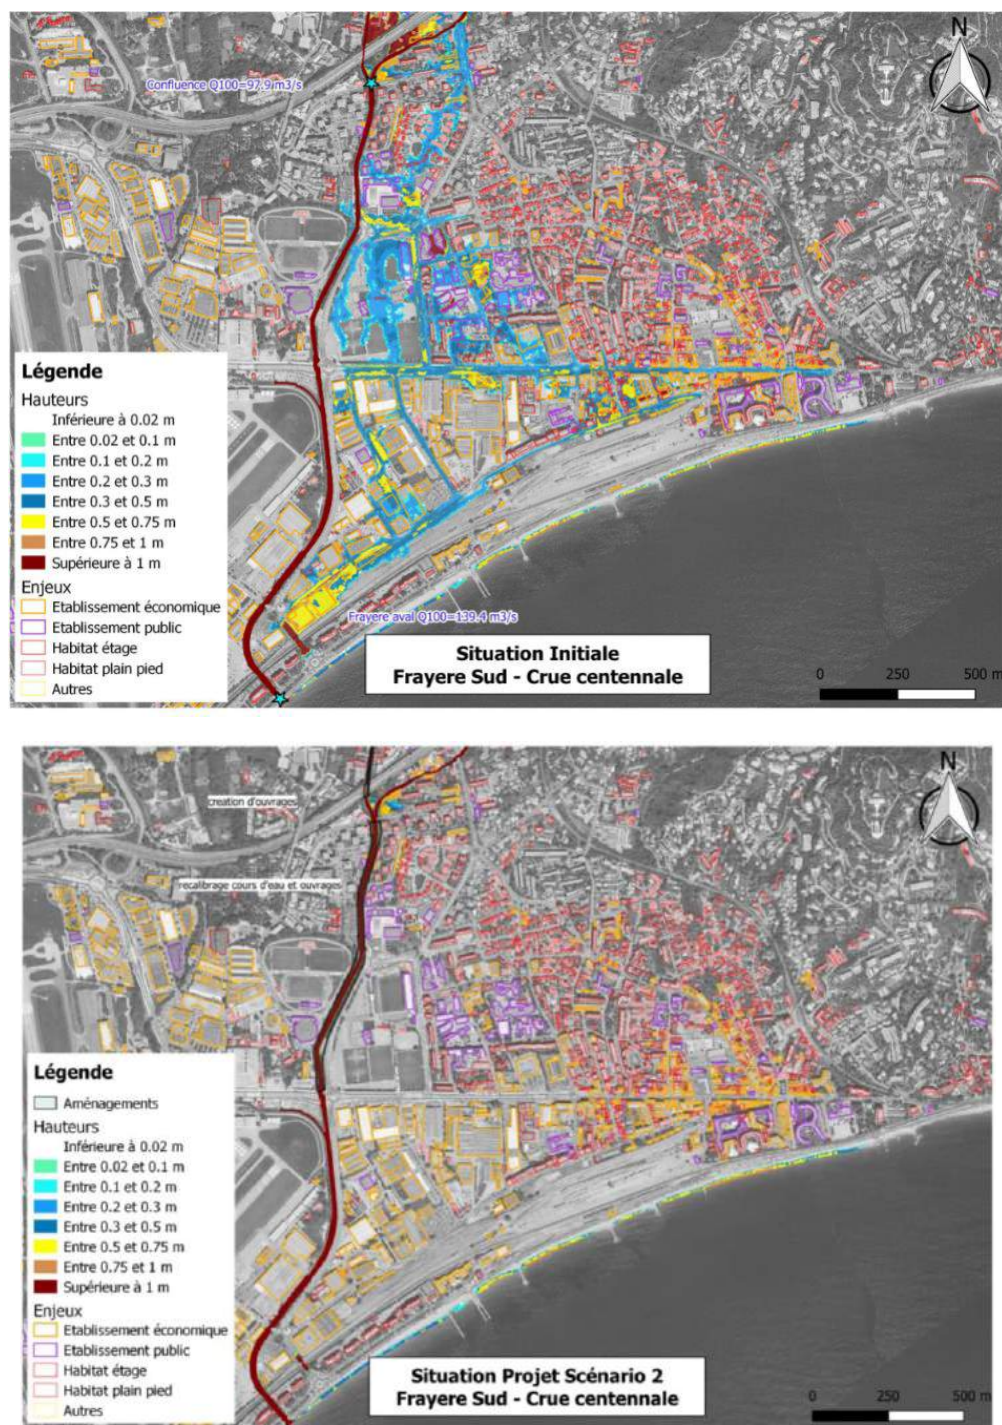 N
Confluence Q100=97.9 m3/s
Légende
Hauteurs
Inférieure à 0.02 m
Entre 0.02 et 0.1 m
Entre 0.1 et 0.2 m
Entre 0.2 et 0.3 m
Entre 0.3 et 0.5 m
Entre 0.5 et 0.75 m
Entre 0.75 et 1 m
Supérieure à 1 m
Enjeux
Etablissement économique
Etablissement public
Habitat étage
Habitat plain pied
Autres
Frayere aval Q100=139.4 m3/s
Situation Initiale
Frayere Sud - Crue centennale
0 250 500 m
N
creation d'ouvrages
recalibrage cours d'eau et ouvrages
Légende
Aménagements
Hauteurs
Inférieure à 0.02 m
Entre 0.02 et 0.1 m
Entre 0.1 et 0.2 m
Entre 0.2 et 0.3 m
Entre 0.3 et 0.5 m
Entre 0.5 et 0.75 m
Entre 0.75 et 1 m
Supérieure à 1 m
Enjeux
Etablissement économique
Etablissement public
Habitat étage
Habitat plain pied
Autres
Situation Projet Scénario 2
Frayere Sud - Crue centennale
0 250 500 m